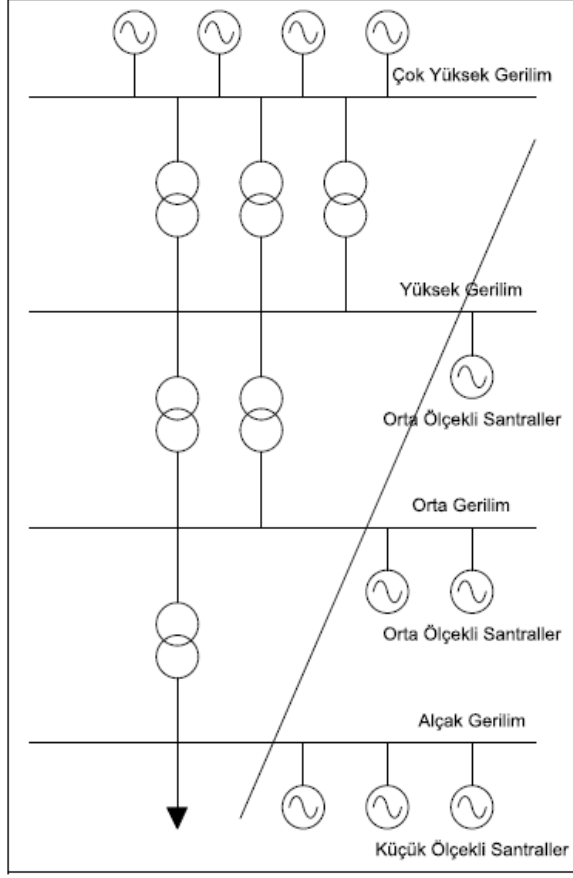 Çok Yüksek Gerilim
Yüksek Gerilim
Orta Ölçekli Santraller
Orta Gerilim
Orta Ölçekli Santraller
Alçak Gerilim
Küçük Ölçekli Santraller